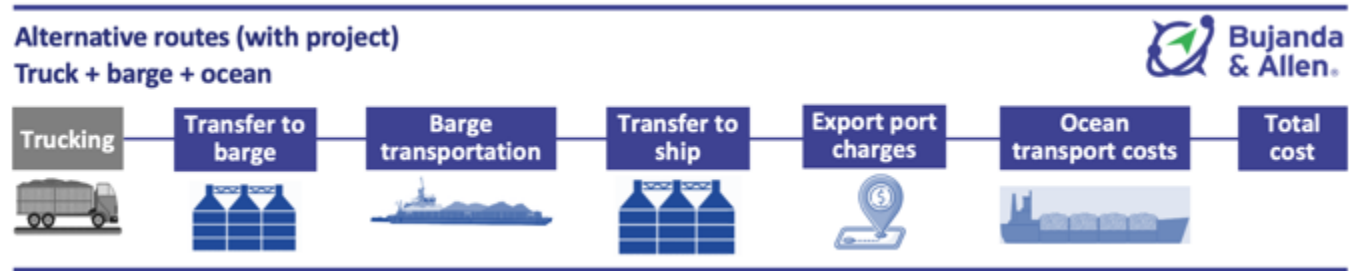 Alternative routes (with project)
Truck + barge + ocean
Bujanda
& Allen®
Trucking
Transfer to
barge
Barge
transportation
Transfer to
ship
Export port
charges
Ocean
transport costs
Total
cost
$